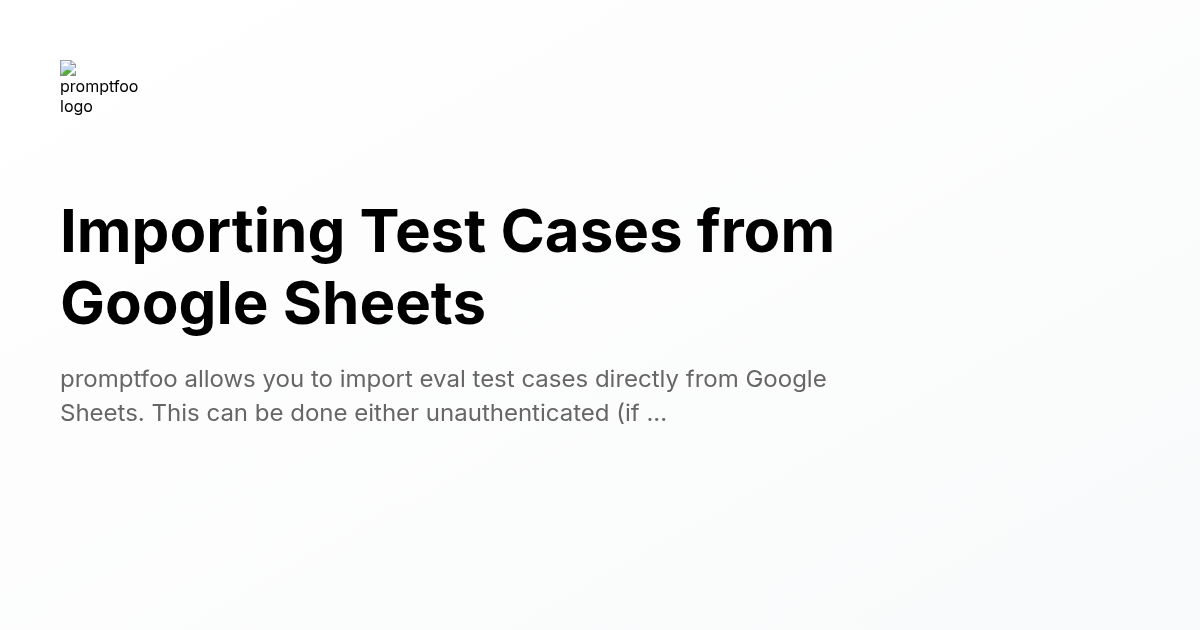 promptfoo
logo
Importing Test Cases from
Google Sheets
promptfoo allows you to import eval test cases directly from Google
Sheets. This can be done either unauthenticated (if ...